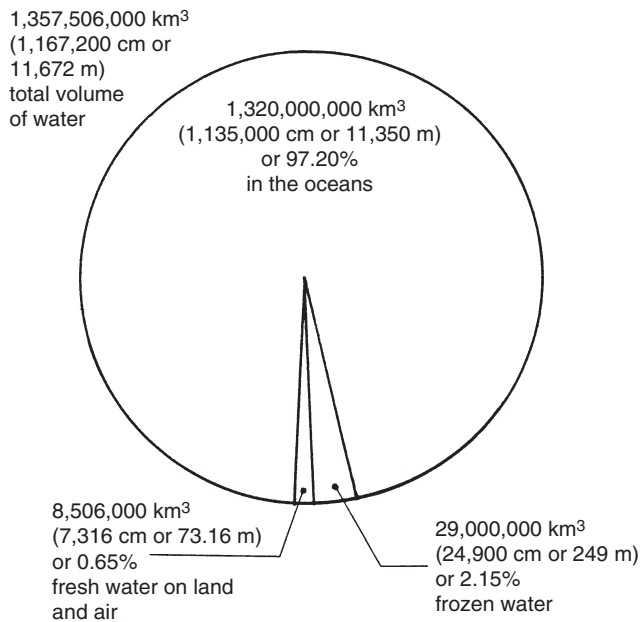 1,357,506,000 km³
(1,167,200 cm or
11,672 m)
total volume
of water
1,320,000,000 km³
(1,135,000 cm or 11,350 m)
or 97.20%
in the oceans
8,506,000 km³
(7,316 cm or 73.16 m)
or 0.65%
fresh water on land
and air
29,000,000 km³
(24,900 cm or 249 m)
or 2.15%
frozen water